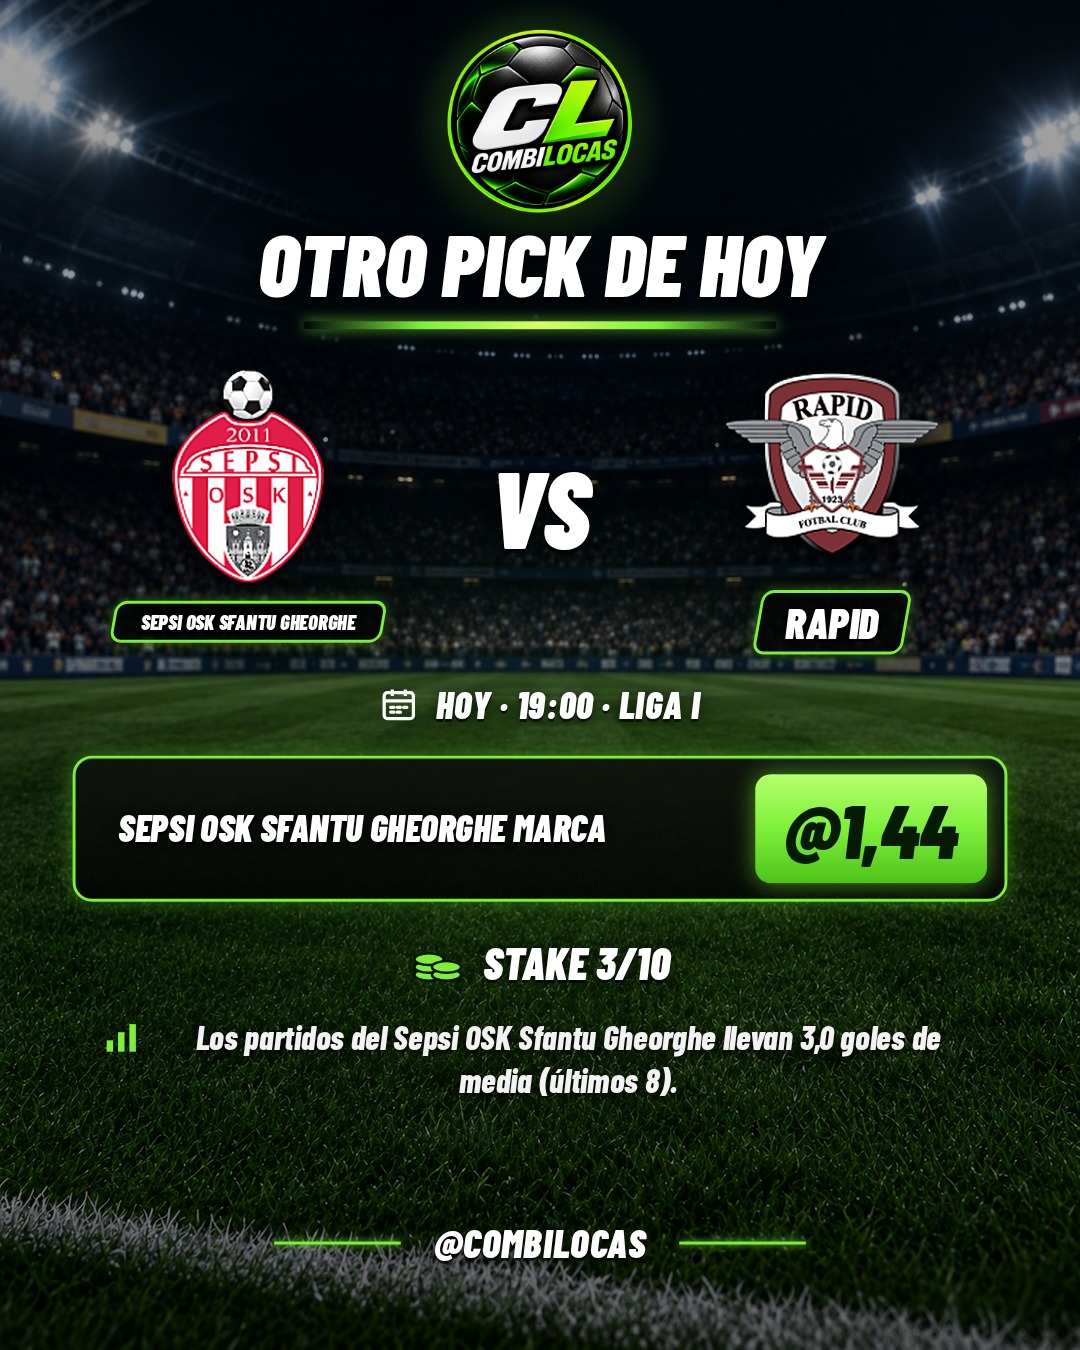 CL
COMBILOCAS
OTRO PICK DE HOY
2011
SEPSI
OSK
RAPID
1923
FOTBAL CLUB
VS
SEPSI OSK SFANTU GHEORGHE
RAPID
HOY · 19:00 · LIGA I
SEPSI OSK SFANTU GHEORGHE MARCA
@1,44
STAKE 3/10
Los partidos del Sepsi OSK Sfantu Gheorghe llevan 3,0 goles de
media (últimos 8).
@COMBILOCAS